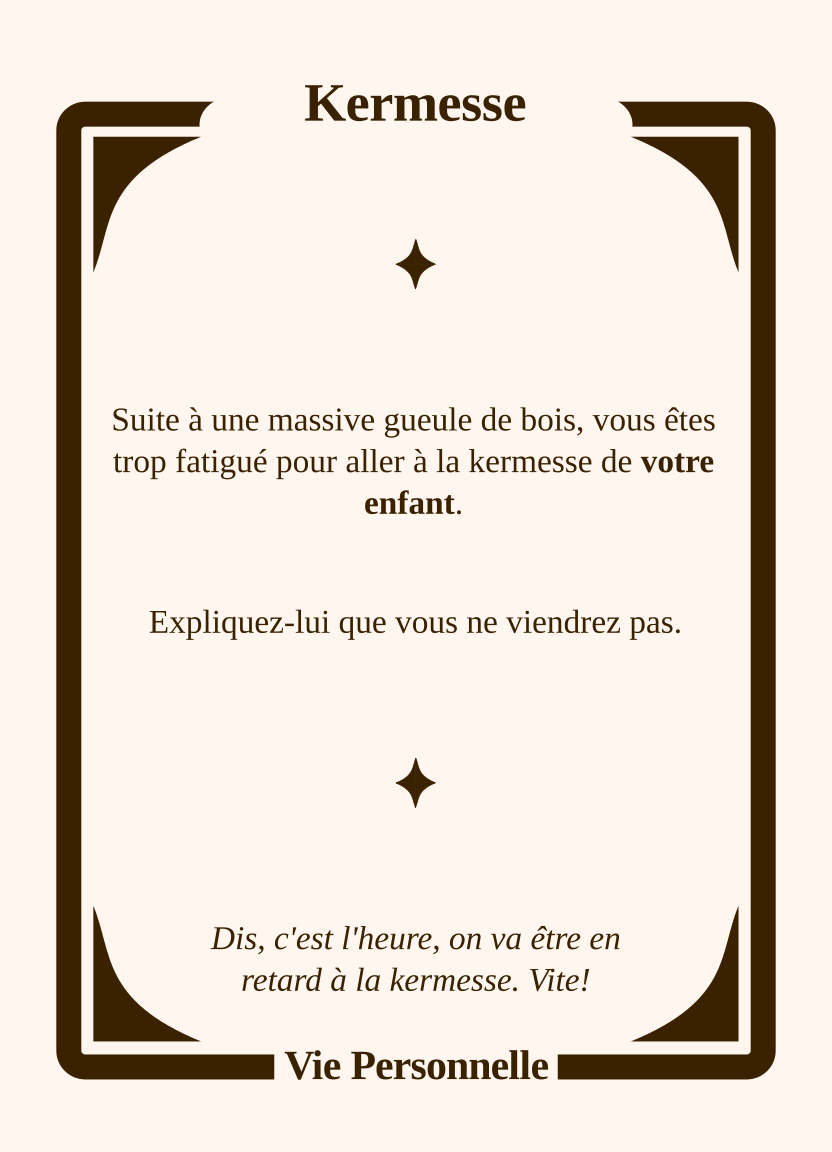 Kermesse
Suite à une massive gueule de bois, vous êtes
trop fatigué pour aller à la kermesse de votre
enfant.
Expliquez-lui que vous ne viendrez pas.
Dis, c'est l'heure, on va être en
retard à la kermesse. Vite!
Vie Personnelle